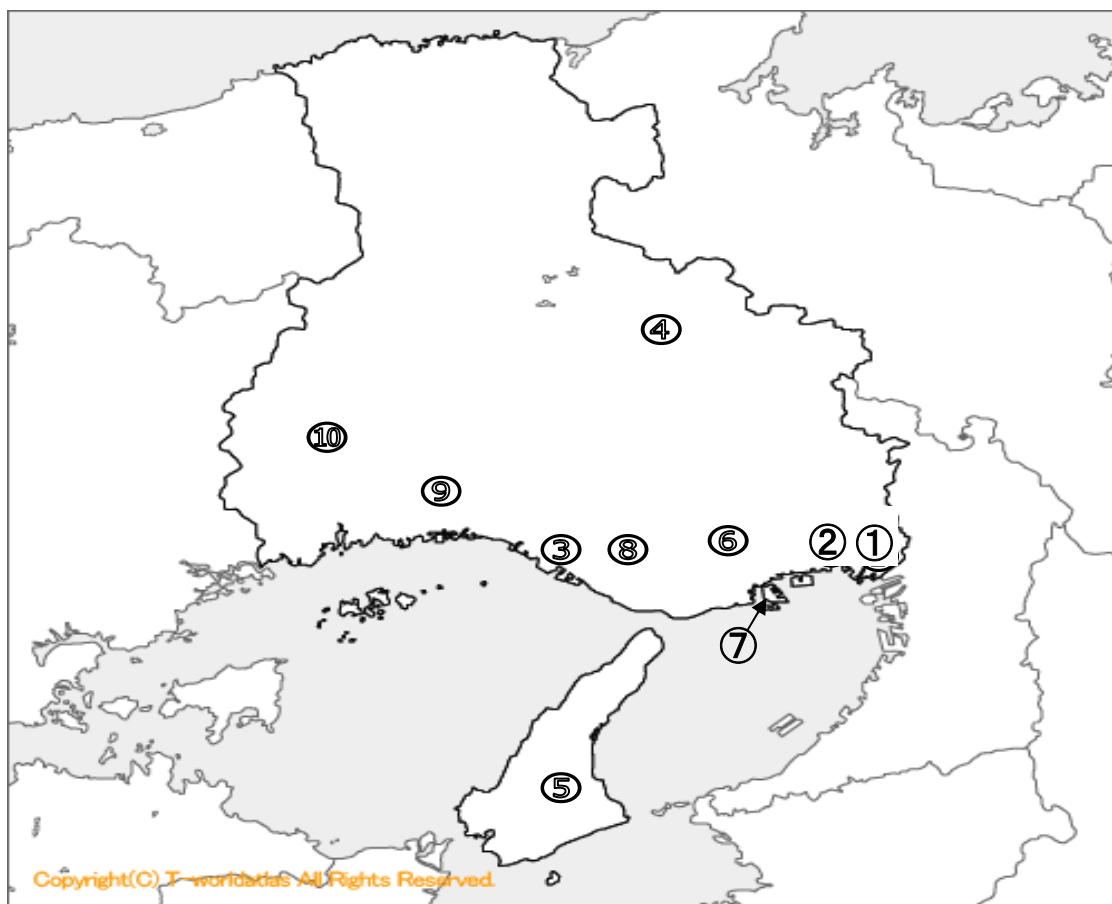 ④
⑩
⑨
③ ⑧ ⑥ ② ①
⑦
⑤
Copyright(C) T-worldatlas All Rights Reserved.